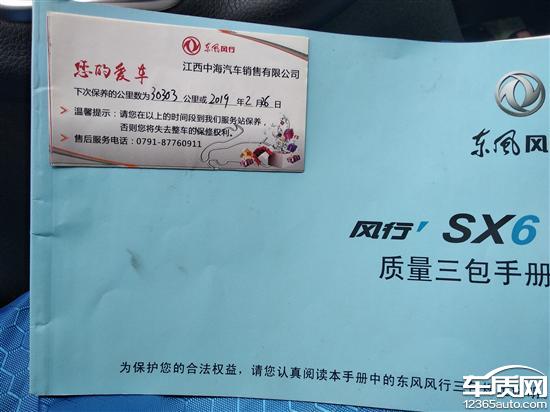 东风风行
您的爱车
江西中海汽车销售有限公司
下次保养的公里数为30303公里或2019年2月26日
温馨提示：请您在以上的时间段到我们服务站保养，
否则您将失去整车的保修权利。
售后服务电话：0791-87760911
东风风
风行' SX6
质量三包手册
为保护您的合法权益，请您认真阅读本手册中的东风风行三
车质网
12365auto.com